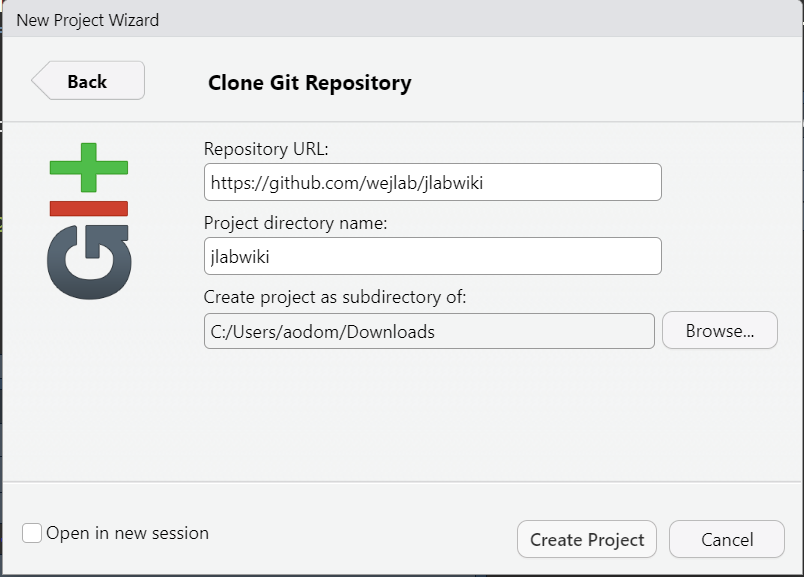 New Project Wizard
Back
Clone Git Repository
GIt
Repository URL:
https://github.com/wejlab/jlabwiki
Project directory name:
jlabwiki
Create project as subdirectory of:
C:/Users/aodom/Downloads
Browse...
Open in new session
Create Project
Cancel